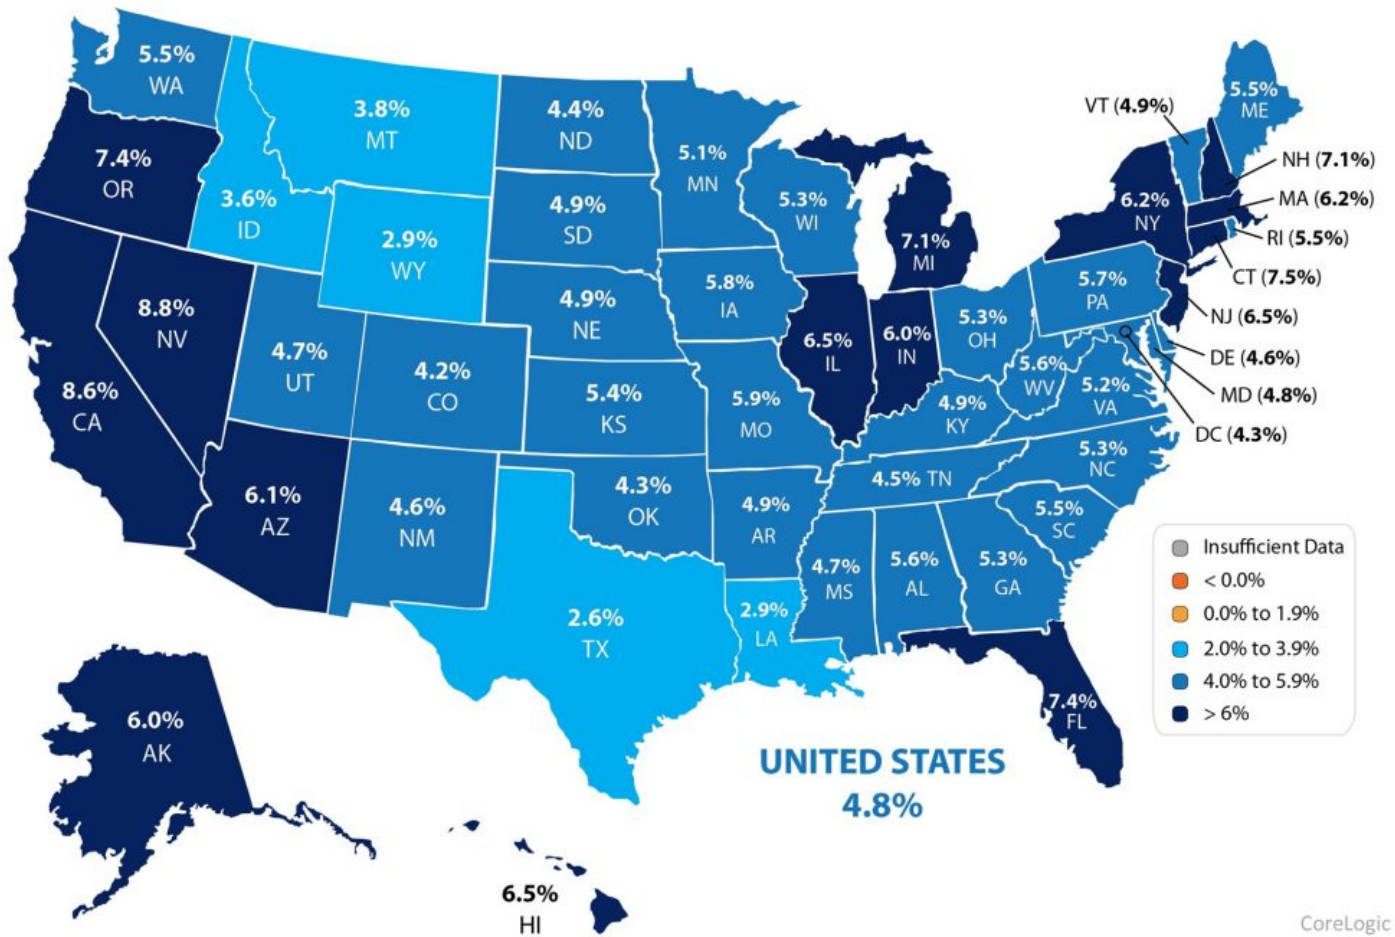 5.5%
WA
7.4%
OR
8.6%
CA
8.8%
NV
3.6%
ID
3.8%
MT
2.9%
WY
4.7%
UT
4.2%
CO
6.1%
AZ
4.6%
NM
4.4%
ND
4.9%
SD
4.9%
NE
5.4%
KS
4.3%
OK
2.6%
TX
5.1%
MN
5.8%
IA
5.9%
MO
4.9%
AR
2.9%
LA
5.3%
WI
6.5%
IL
7.1%
MI
6.0%
IN
5.3%
OH
4.9%
KY
4.5% TN
4.7%
MS
5.6%
AL
5.3%
GA
7.4%
FL
5.5%
SC
5.3%
NC
5.2%
VA
5.6%
WV
5.7%
PA
6.2%
NY
5.5%
ME
VT (4.9%)
NH (7.1%)
MA (6.2%)
RI (5.5%)
CT (7.5%)
NJ (6.5%)
DE (4.6%)
MD (4.8%)
DC (4.3%)
6.0%
AK
6.5%
HI
UNITED STATES
4.8%
Insufficient Data
< 0.0%
0.0% to 1.9%
2.0% to 3.9%
4.0% to 5.9%
> 6%
CoreLogic